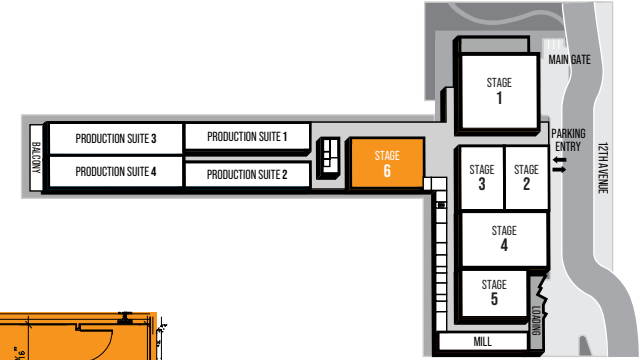 MAIN GATE
STAGE
1
PARKING
ENTRY
12TH AVENUE
BALCONY
PRODUCTION SUITE 3
PRODUCTION SUITE 1
PRODUCTION SUITE 4
PRODUCTION SUITE 2
STAGE
6
STAGE
3
STAGE
2
STAGE
4
STAGE
5
LOADING
MILL